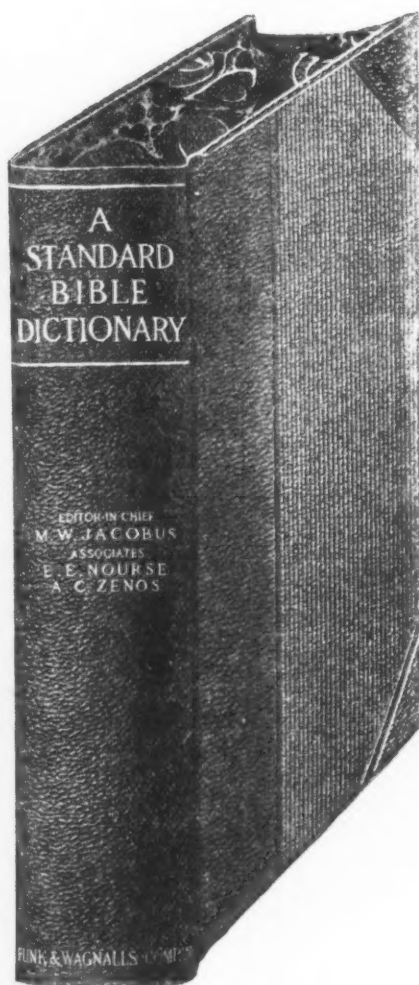 A
STANDARD
BIBLE
DICTIONARY
EDITOR-IN-CHIEF
M. W. JACOBUS
ASSOCIATES
E. E. NOURSE
A. C. ZENOS
FUNK & WAGNALLS